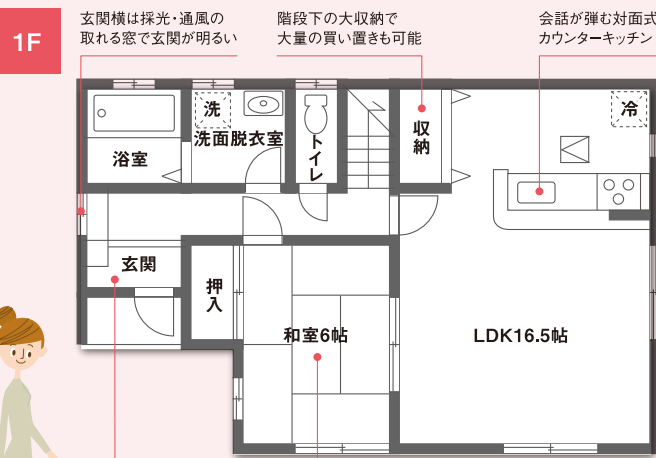 1F
玄関横は採光・通風の
取れる窓で玄関が明るい
階段下の大収納で
大量の買い置きも可能
会話が弾む対面式
カウンターキッチン
洗
洗面脱衣室
浴室
トイレ
収納
冷
玄関
押入
和室6帖
LDK16.5帖